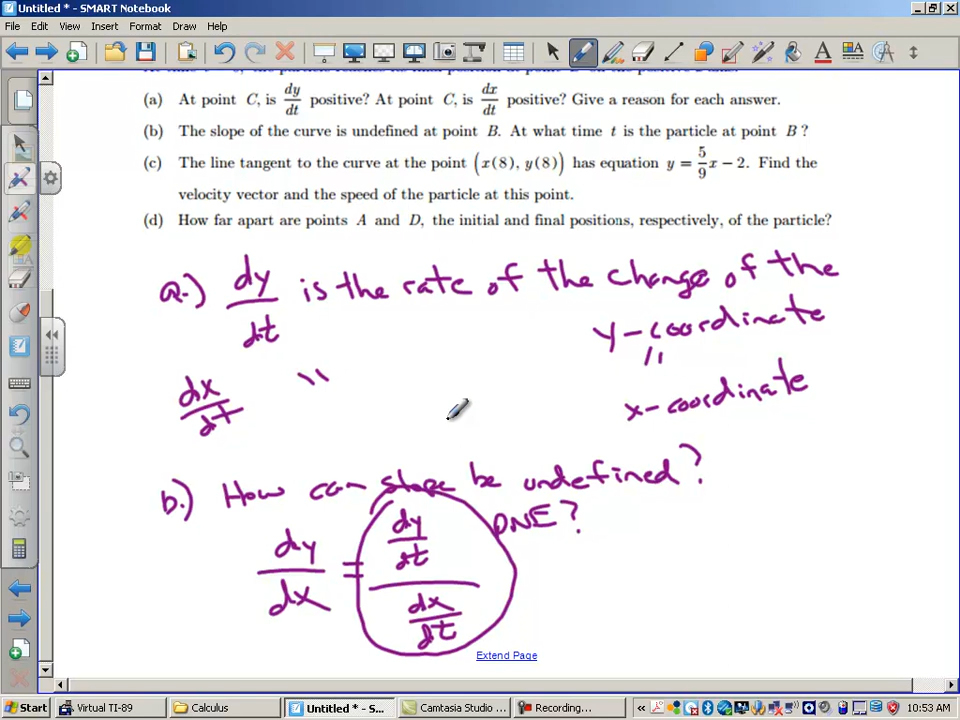 Untitled * - SMART Notebook
File Edit View Insert Format Draw Help
(a) At point C, is dy/dt positive? At point C, is dx/dt positive? Give a reason for each answer.
(b) The slope of the curve is undefined at point B. At what time t is the particle at point B ?
(c) The line tangent to the curve at the point (x(8), y(8)) has equation y = 5/9 x − 2. Find the
velocity vector and the speed of the particle at this point.
(d) How far apart are points A and D, the initial and final positions, respectively, of the particle?
a.) dy/dt is the rate of the change of the
y-coordinate
"
dx/dt "
x-coordinate
b.) How can slope be undefined?
DNE?
dy/dx = dy/dt / dx/dt
Extend Page
Start Virtual TI-89 Calculus Untitled * - S... Camtasia Studio ... Recording... « 10:53 AM